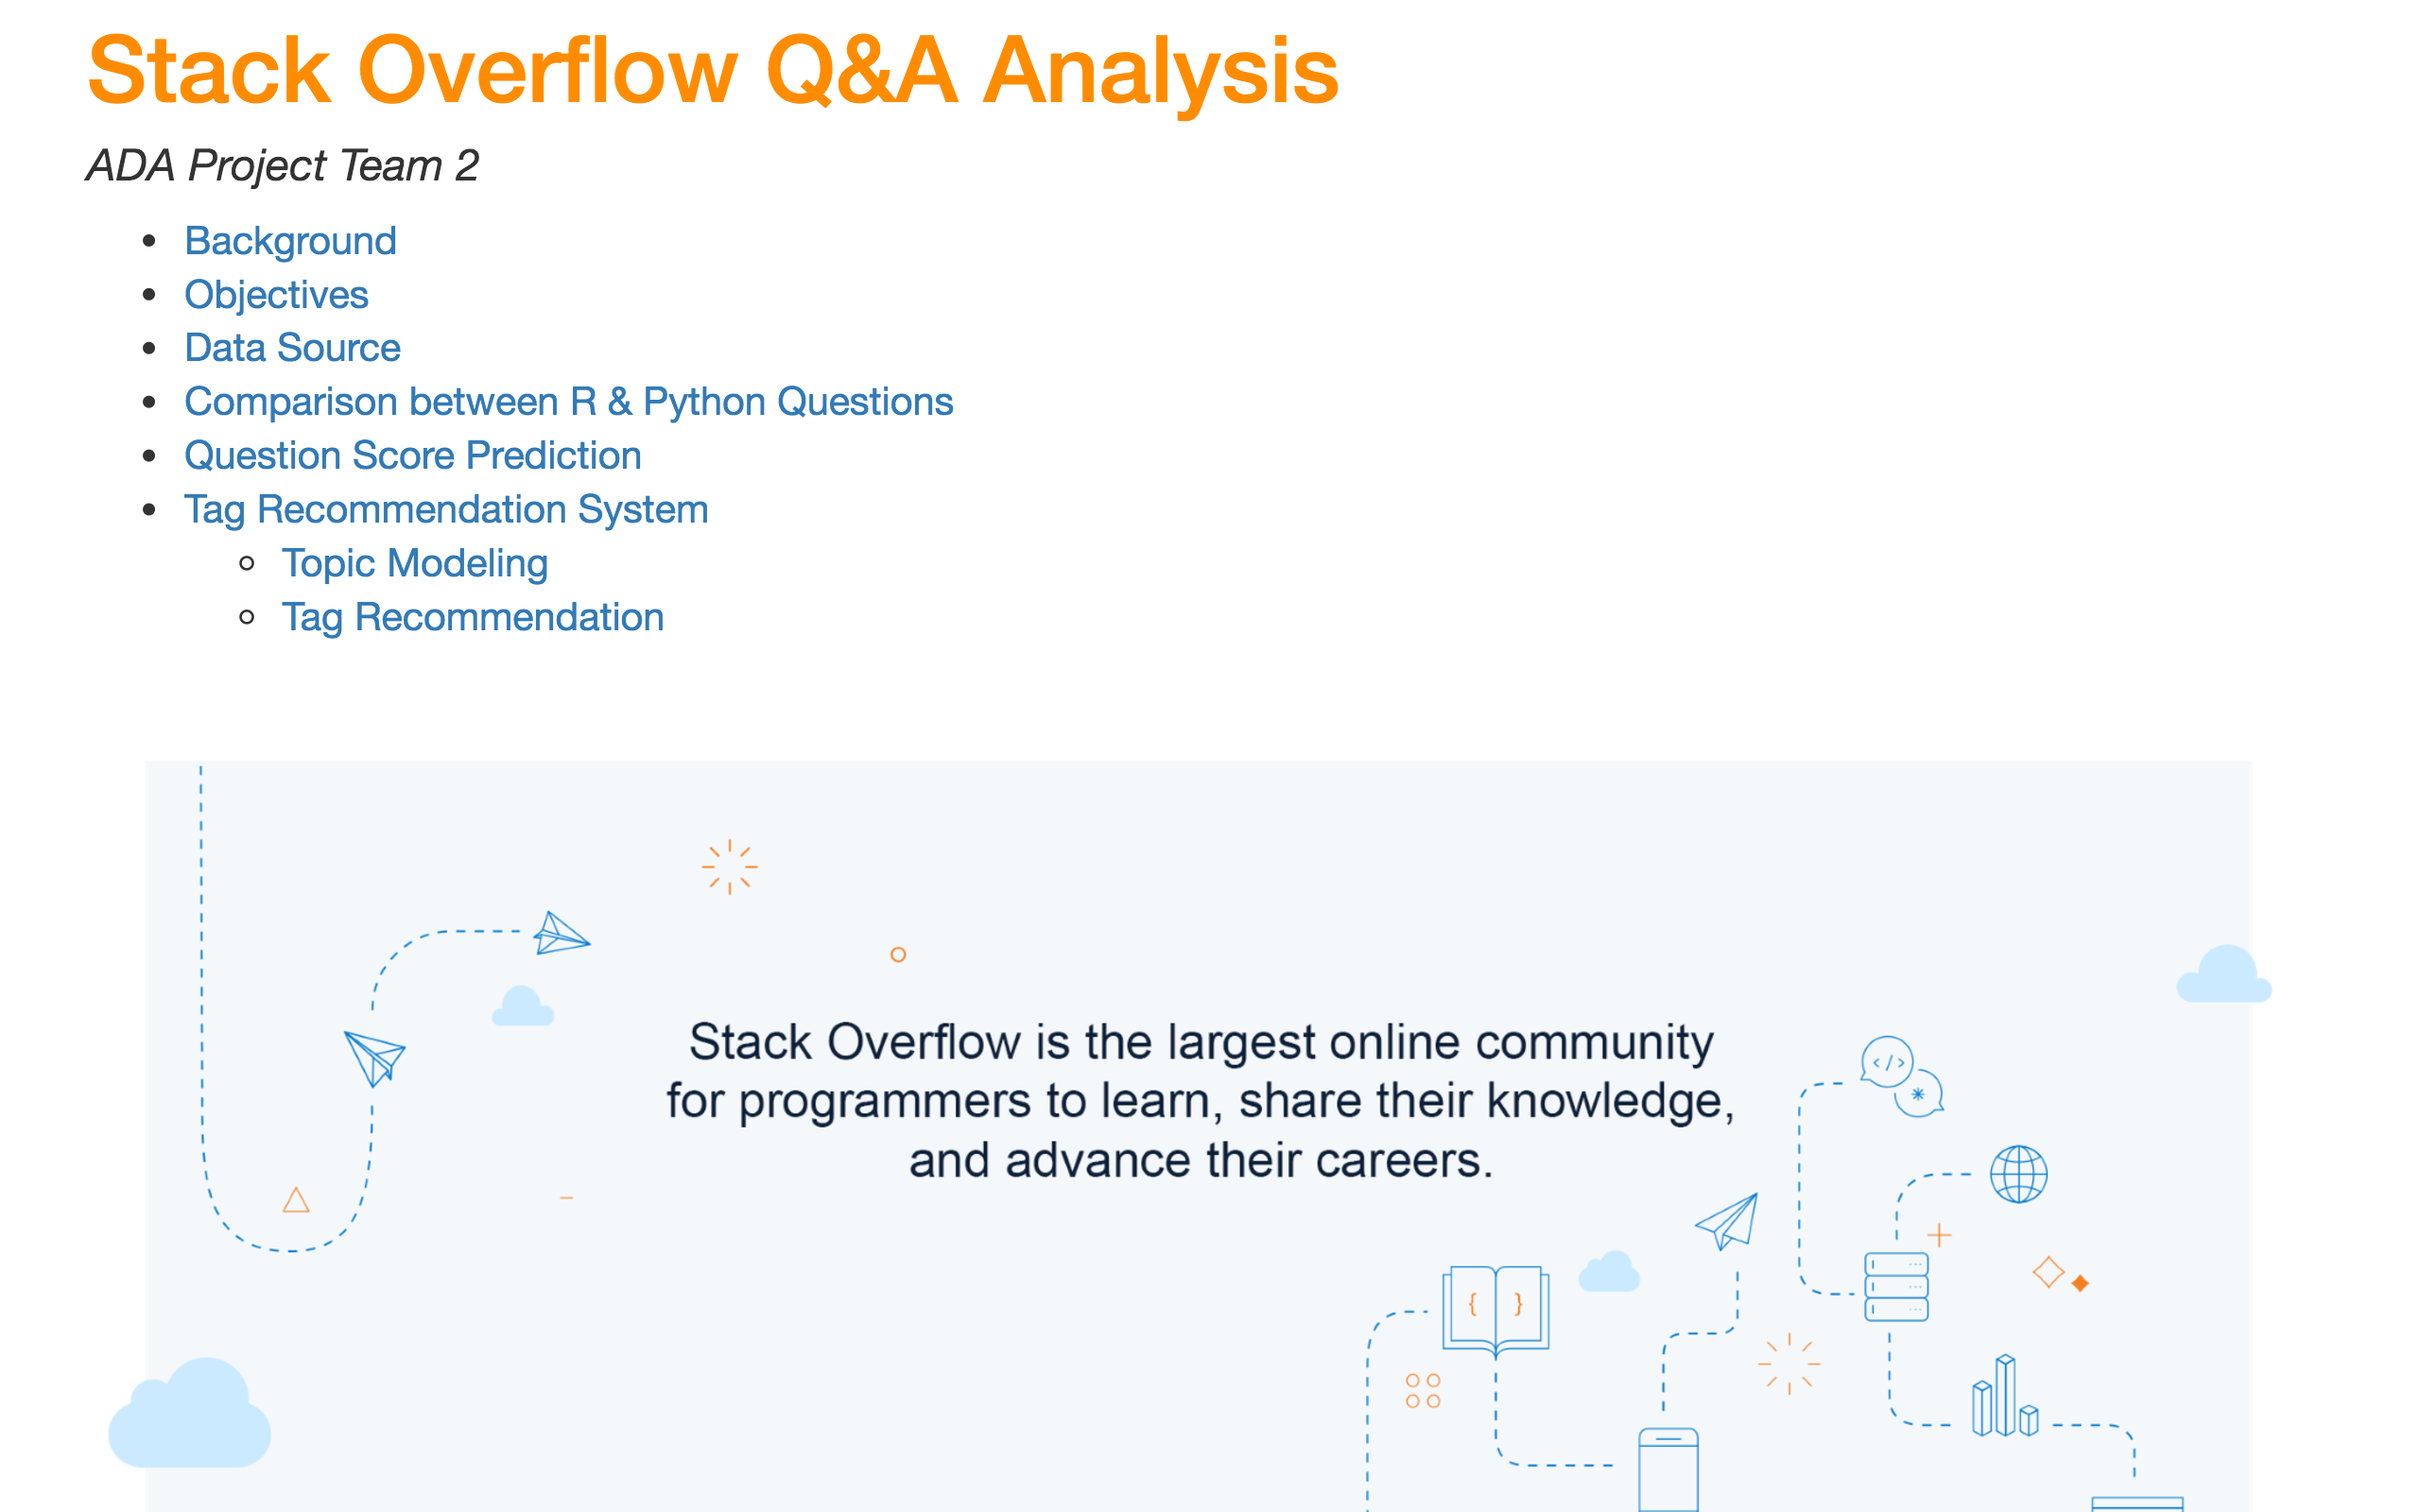 Stack Overflow Q&A Analysis
ADA Project Team 2
Background
Objectives
Data Source
Comparison between R & Python Questions
Question Score Prediction
Tag Recommendation System
Topic Modeling
Tag Recommendation
Stack Overflow is the largest online community
for programmers to learn, share their knowledge,
and advance their careers.